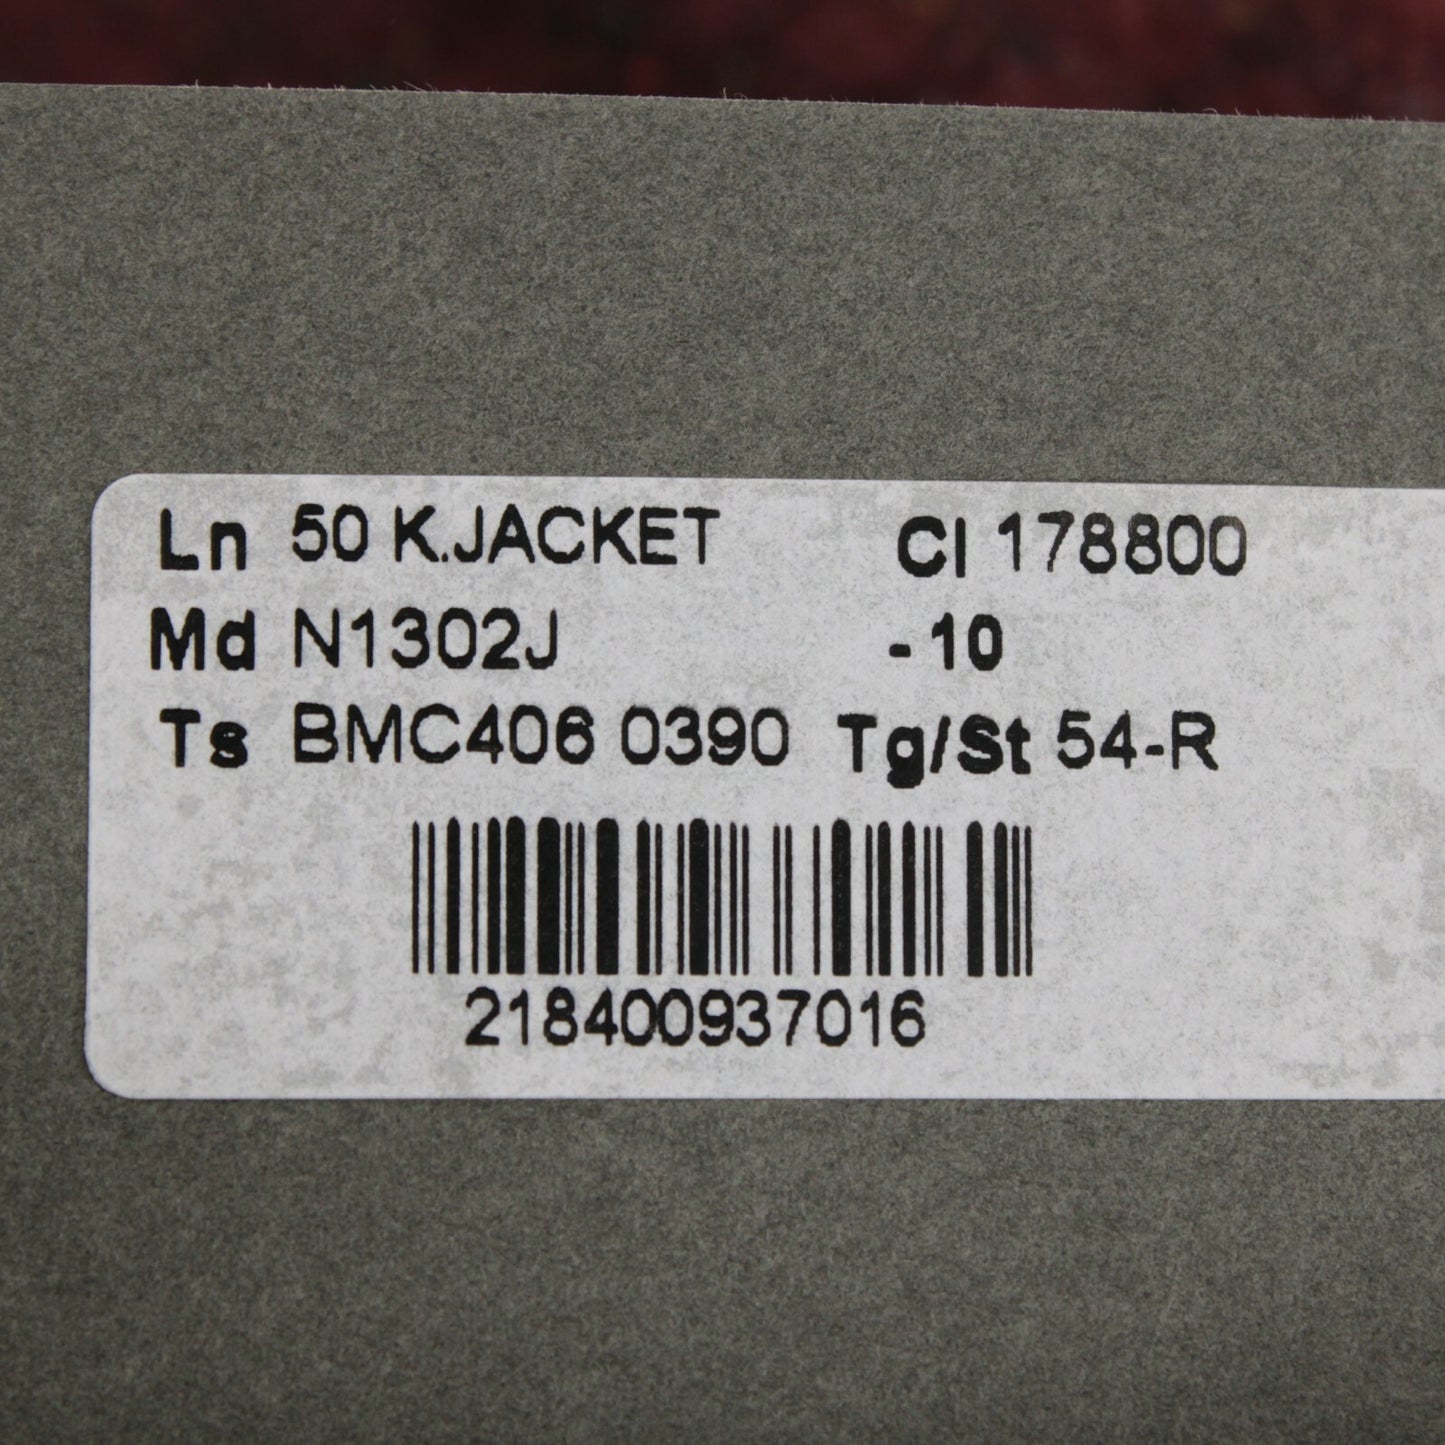 Ln 50 K.JACKET Cl 178800
Md N1302J - 10
Ts BMC406 0390 Tg/St 54-R
218400937016